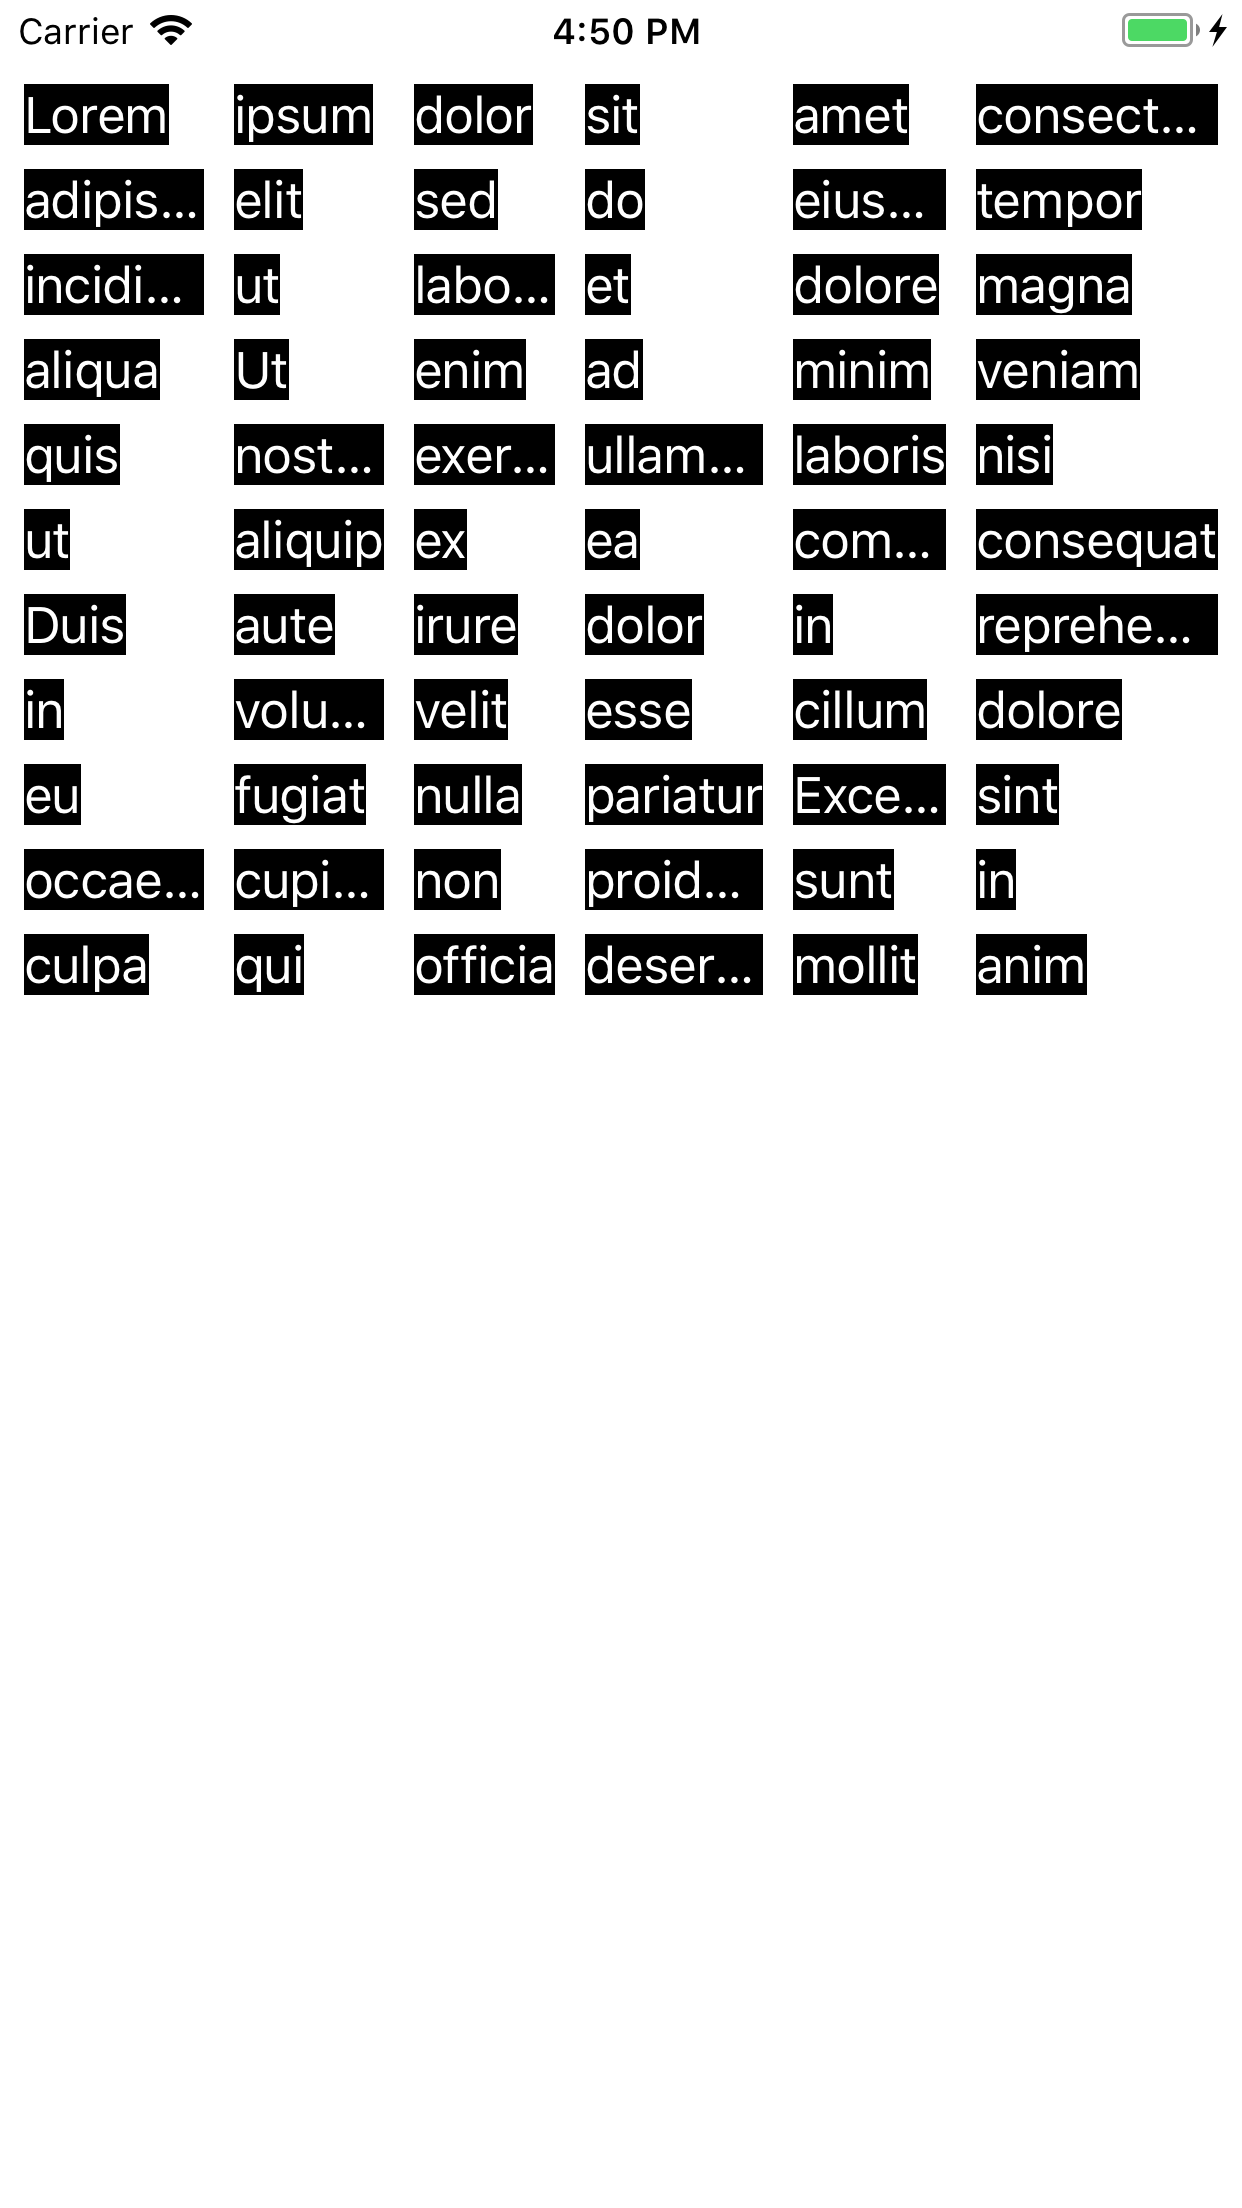 Carrier 4:50 PM
Lorem ipsum dolor sit amet consect...
adipis... elit sed do eius... tempor
incidi... ut labo... et dolore magna
aliqua Ut enim ad minim veniam
quis nost... exer... ullam... laboris nisi
ut aliquip ex ea com... consequat
Duis aute irure dolor in reprehe...
in volu... velit esse cillum dolore
eu fugiat nulla pariatur Exce... sint
occae... cupi... non proid... sunt in
culpa qui officia deser... mollit anim